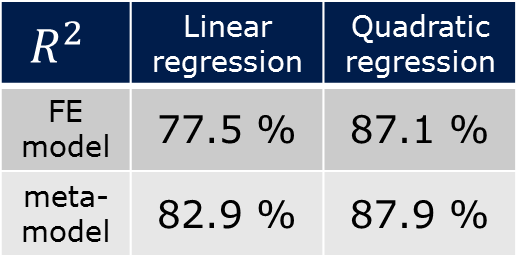 R² Linear Quadratic
regression regression
FE
model 77.5 % 87.1 %
meta-
model 82.9 % 87.9 %